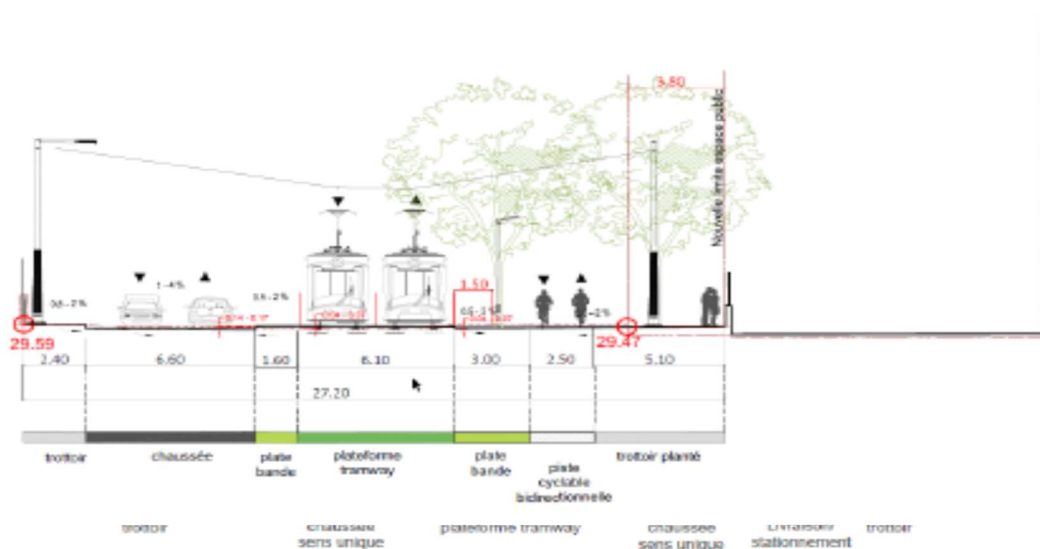 3.80
Nouvelle limite espace public
1.50
1-4%
29.59
29.47
2.40
6.60
1.60
6.10
3.00
2.50
5.10
27.20
trottoir
chaussée
plate
bande
plateforme
tramway
plate
bande
piste
cyclable
bidirectionnelle
trottoir planté
trottoir
chaussée
sens unique
plateforme tramway
chaussée
sens unique
Livraison
stationnement
trottoir